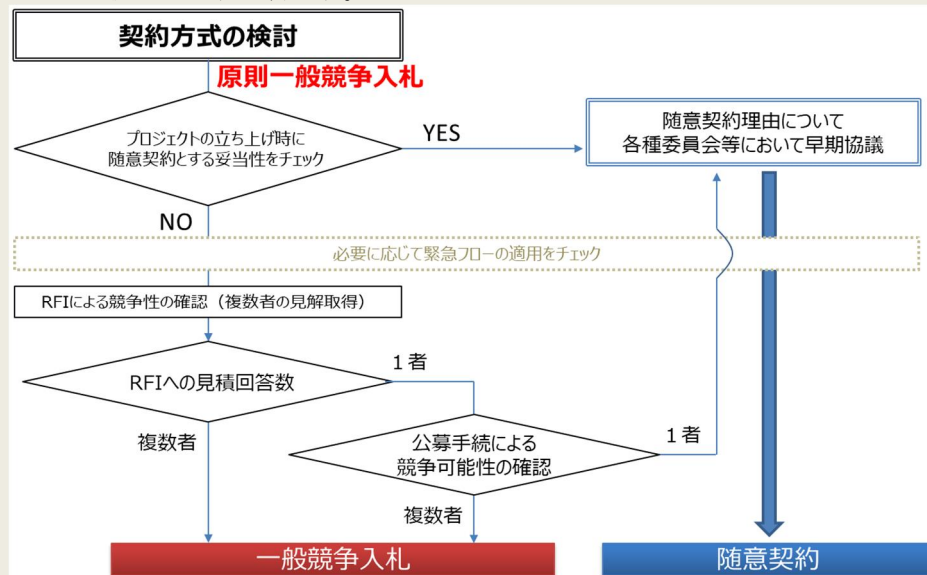 契約方式の検討
原則一般競争入札
プロジェクトの立ち上げ時に
随意契約とする妥当性をチェック
YES
随意契約理由について
各種委員会等において早期協議
NO
必要に応じて緊急フローの適用をチェック
RFIによる競争性の確認（複数者の見解取得）
RFIへの見積回答数
1者
複数者
公募手続による
競争可能性の確認
1者
複数者
一般競争入札
随意契約